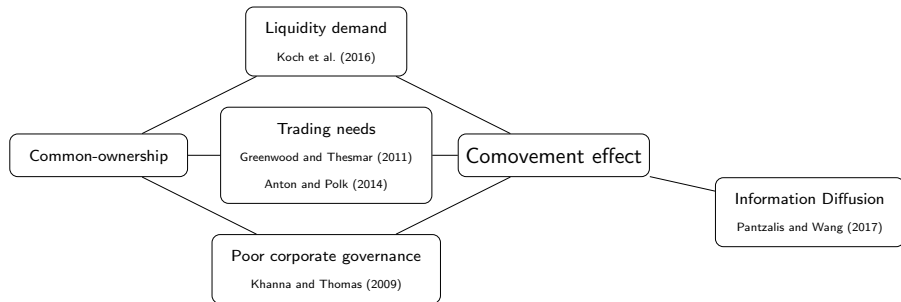 Liquidity demand
Koch et al. (2016)
Common-ownership
Trading needs
Greenwood and Thesmar (2011)
Anton and Polk (2014)
Comovement effect
Information Diffusion
Pantzalis and Wang (2017)
Poor corporate governance
Khanna and Thomas (2009)